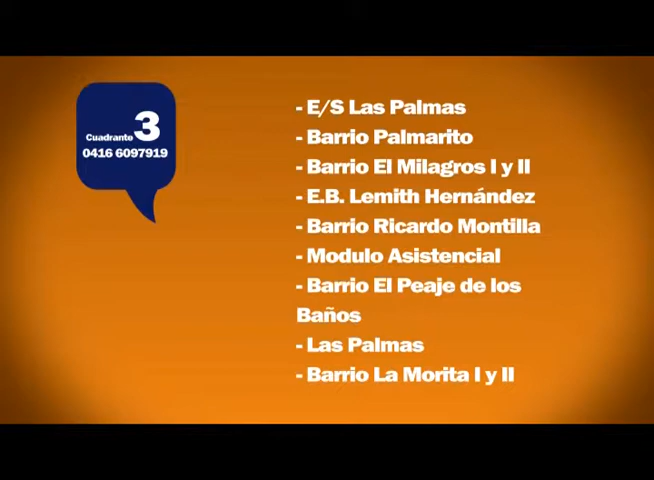 Cuadrante 3
0416 6097919
- E/S Las Palmas
- Barrio Palmarito
- Barrio El Milagros I y II
- E.B. Lemith Hernández
- Barrio Ricardo Montilla
- Modulo Asistencial
- Barrio El Peaje de los
Baños
- Las Palmas
- Barrio La Morita I y II